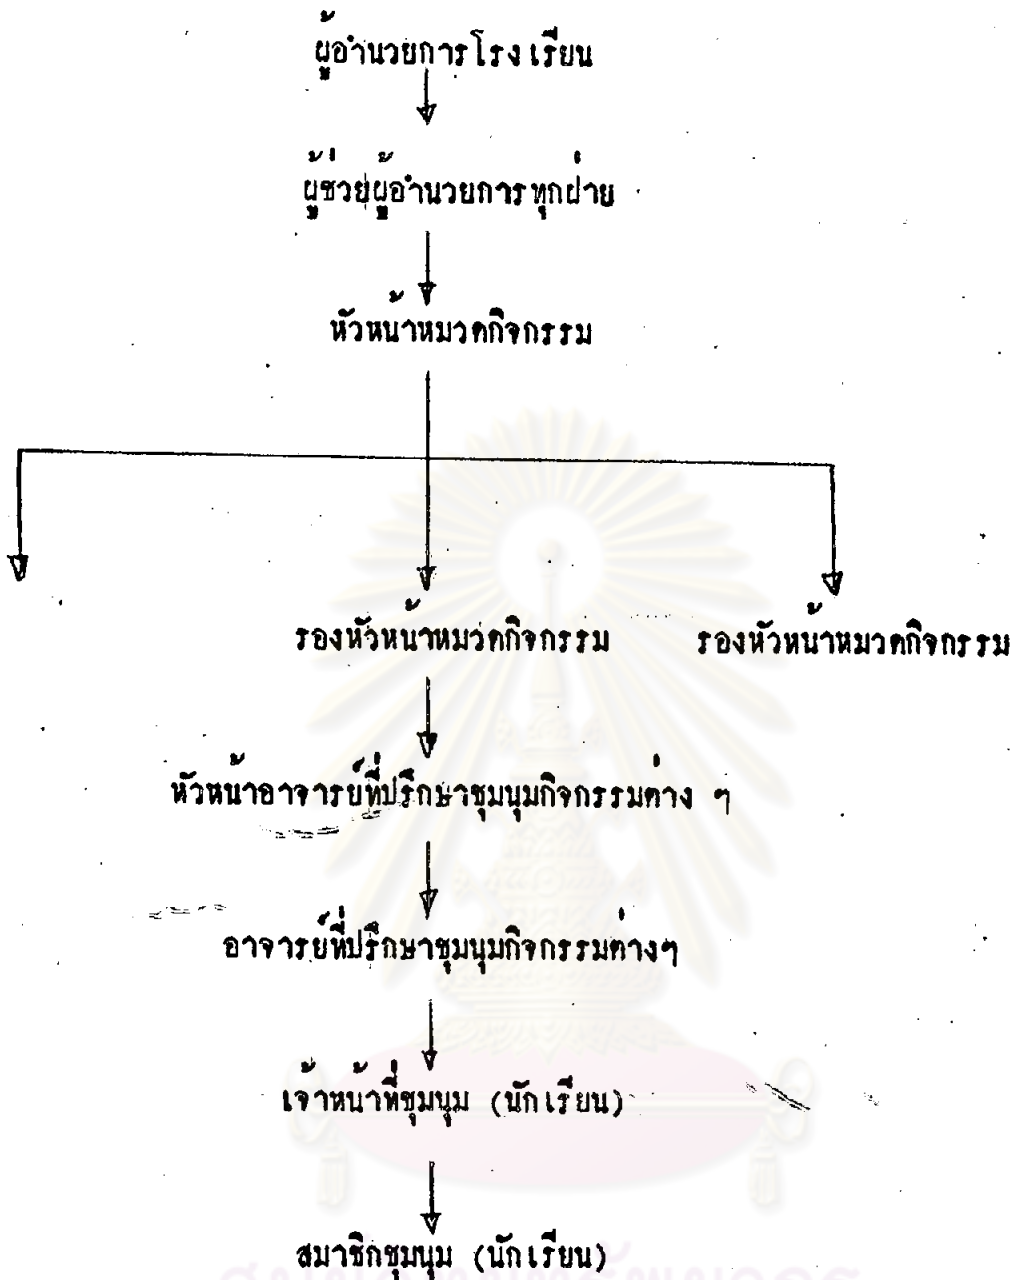 ผู้อำนวยการโรงเรียน
ผู้ช่วยผู้อำนวยการทุกฝ่าย
หัวหน้าหมวดกิจกรรม
รองหัวหน้าหมวดกิจกรรม รองหัวหน้าหมวดกิจกรรม
หัวหน้าอาจารย์ที่ปรึกษาชุมนุมกิจกรรมต่าง ๆ
อาจารย์ที่ปรึกษาชุมนุมกิจกรรมต่างๆ
เจ้าหน้าที่ชุมนุม (นักเรียน)
สมาชิกชุมนุม (นักเรียน)